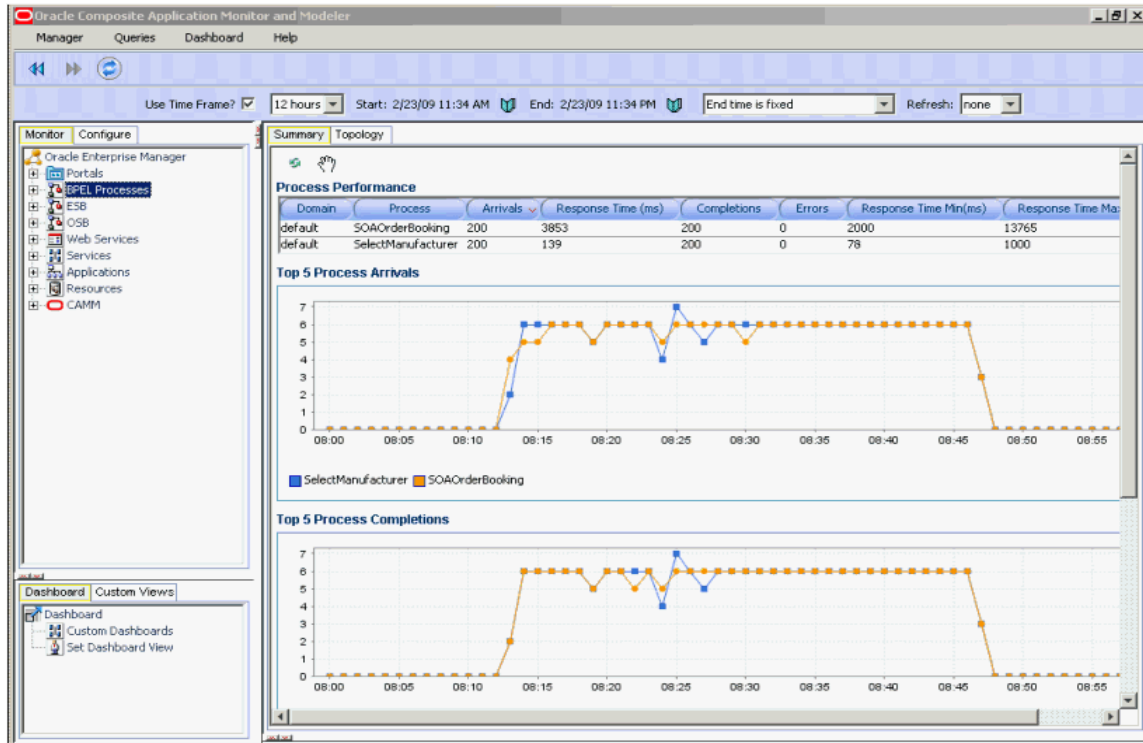 Oracle Composite Application Monitor and Modeler
Manager Queries Dashboard Help
Use Time Frame? 12 hours Start: 2/23/09 11:34 AM End: 2/23/09 11:34 PM End time is fixed Refresh: none
Monitor Configure
Oracle Enterprise Manager
Portals
BPEL Processes
ESB
OSB
Web Services
Services
Applications
Resources
CAMM
Dashboard Custom Views
Dashboard
Custom Dashboards
Set Dashboard View
Summary Topology
Process Performance
Domain Process Arrivals Response Time (ms) Completions Errors Response Time Min(ms) Response Time Ma
default SOAOrderBooking 200 3853 200 0 2000 13765
default SelectManufacturer 200 139 200 0 78 1000
Top 5 Process Arrivals
7
6
5
4
3
2
1
0
08:00 08:05 08:10 08:15 08:20 08:25 08:30 08:35 08:40 08:45 08:50 08:55
SelectManufacturer SOAOrderBooking
Top 5 Process Completions
7
6
5
4
3
2
1
0
08:00 08:05 08:10 08:15 08:20 08:25 08:30 08:35 08:40 08:45 08:50 08:55